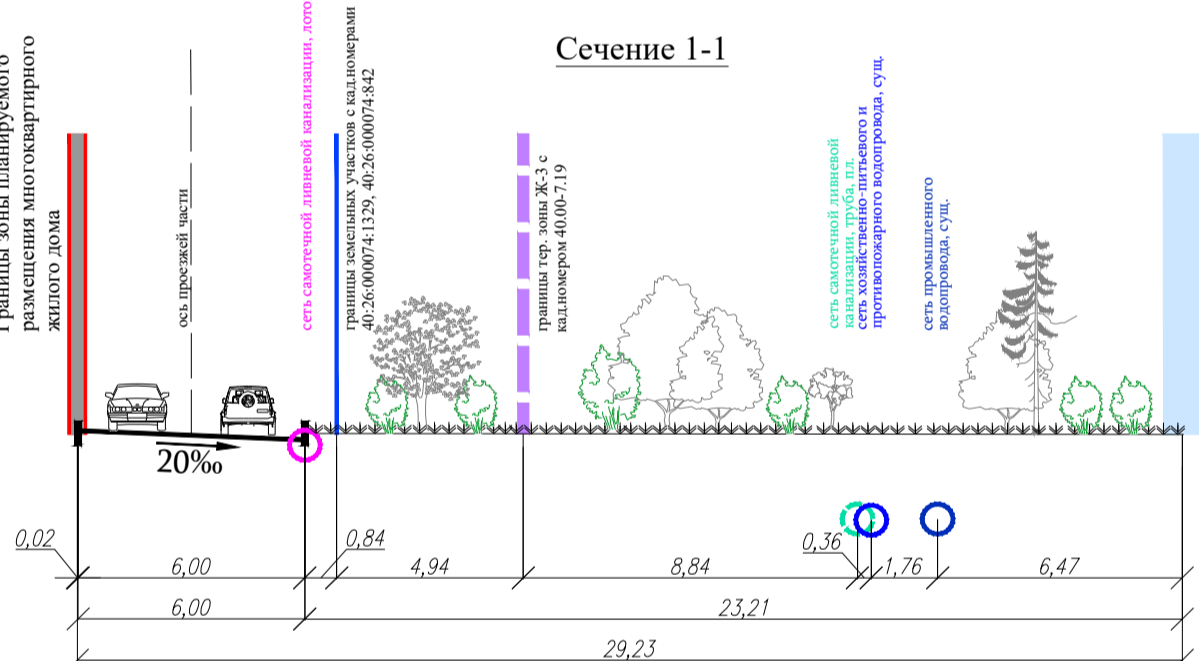 Сечение 1-1
Границы зоны планируемого
размещения многоквартирного
жилого дома
ось проезжей части
сеть самотечной ливневой канализации, лото
границы земельных участков с кад.номерами
40:26:000074:1329, 40:26:000074:842
границы тер. зоны Ж-3 с
кад.номером 40.00-7.19
сеть самотечной ливневой
канализации, труба, пл.
сеть хозяйственно-питьевого и
противопожарного водопровода, сущ.
сеть промышленного
водопровода, сущ.
20‰
0,02
6,00
0,84
4,94
8,84
0,36
1,76
6,47
6,00
23,21
29,23